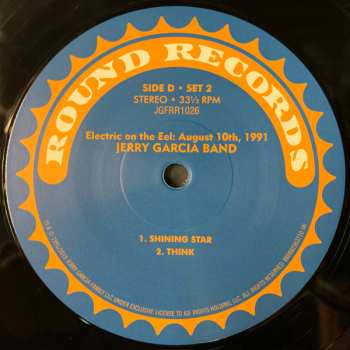 ROUND RECORDS
SIDE D • SET 2
STEREO • 33⅓ RPM
JGFRR1026
Electric on the Eel: August 10th, 1991
JERRY GARCIA BAND
1. SHINING STAR
2. THINK